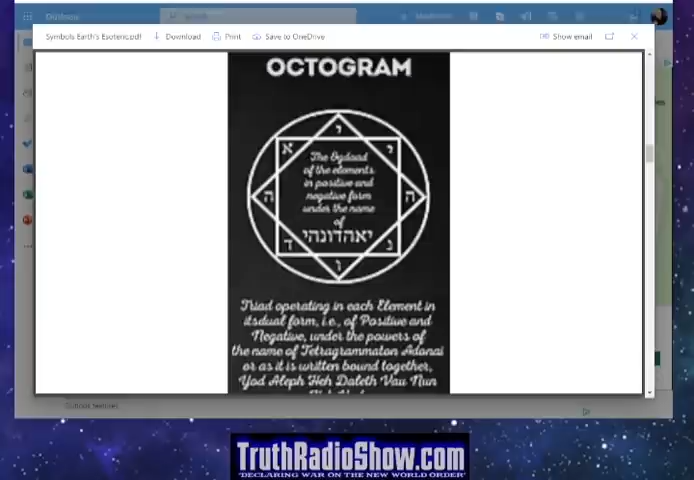 Symbols Earth's Esoteric.pdf
Download
Print
Save to OneDrive
Show email
OCTOGRAM
י
א
י
The Ogdoad
of the elements
in positive and
negative form
under the name
of
יאהדונהי
ה
ה
ד
נ
ו
Triad operating in each Element in
itsdual form, i.e., of Positive and
Negative, under the powers of
the name of Tetragrammaton Adonai
or as it is written bound together,
Yod Aleph Heh Daleth Vau Nun
TruthRadioShow.com
"DECLARING WAR ON THE NEW WORLD ORDER"